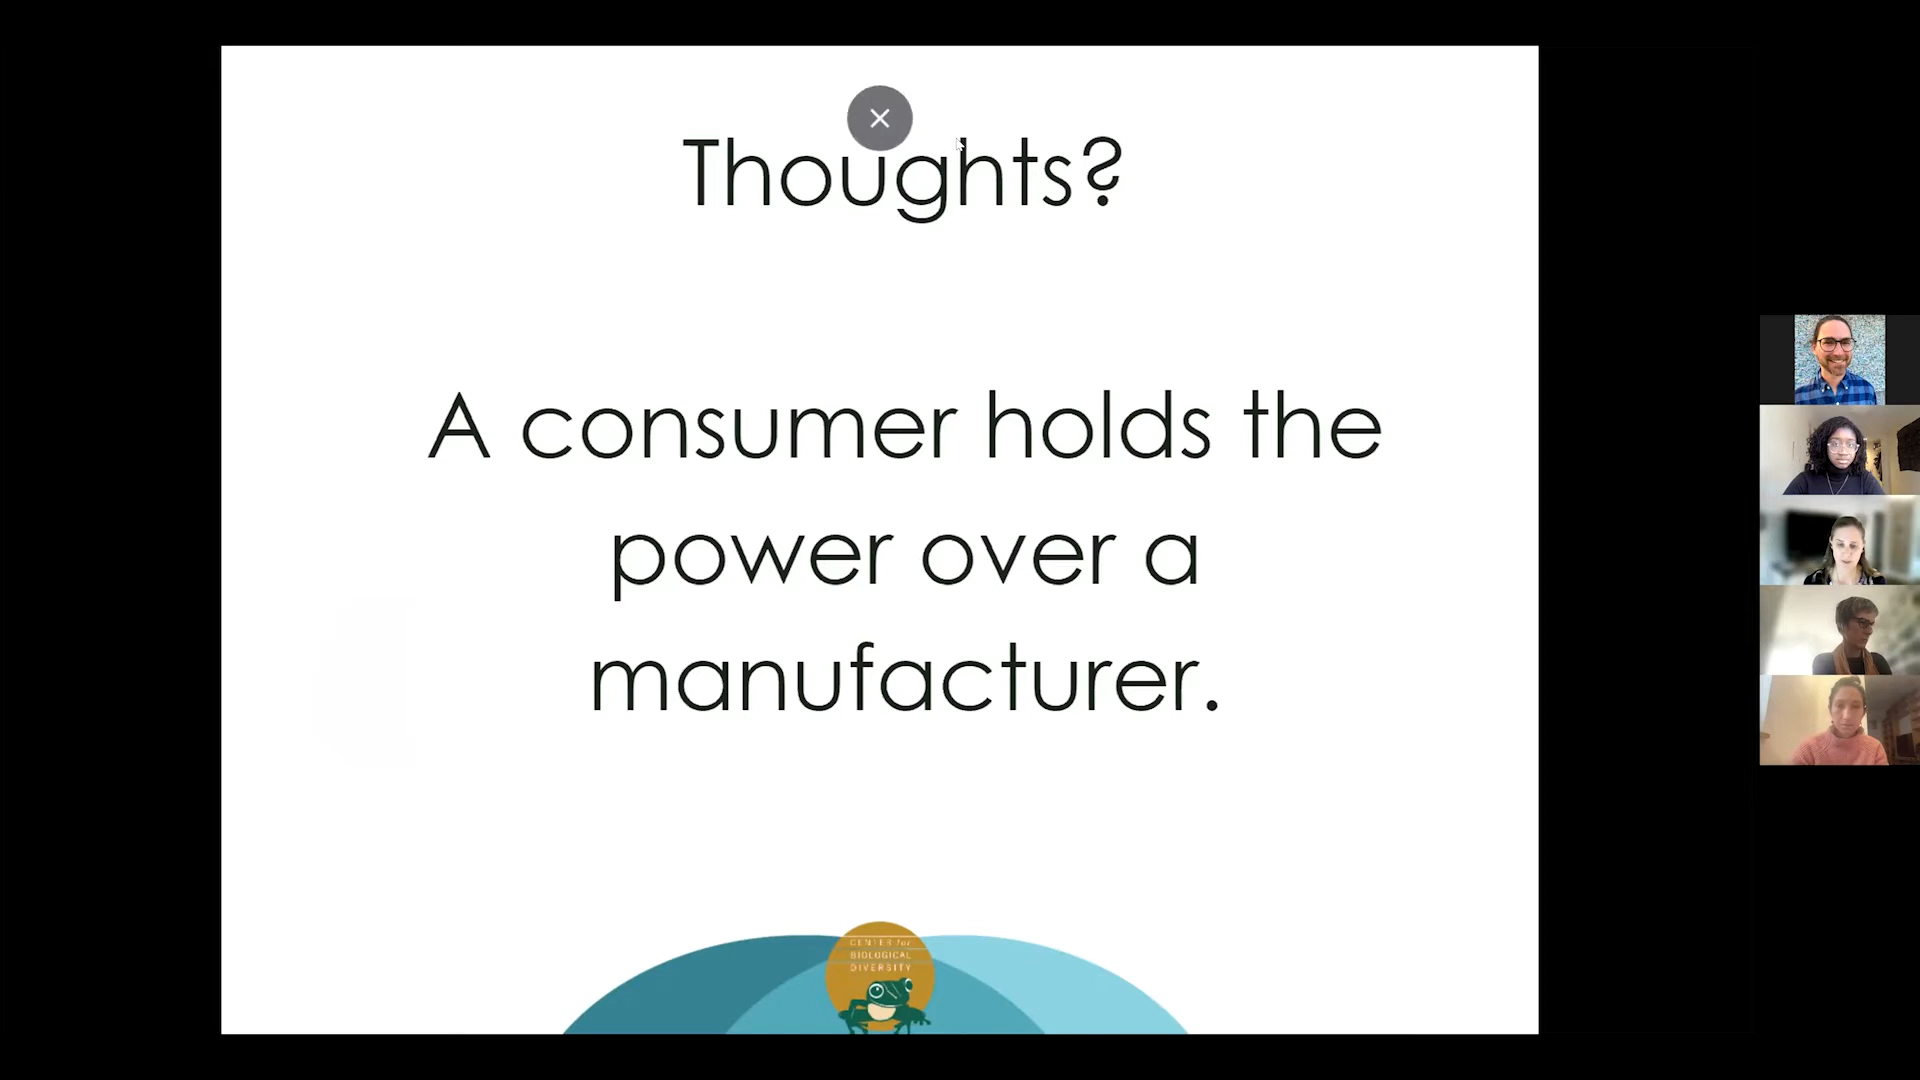 Thoughts?
A consumer holds the
power over a
manufacturer.
CENTER for
BIOLOGICAL
DIVERSITY